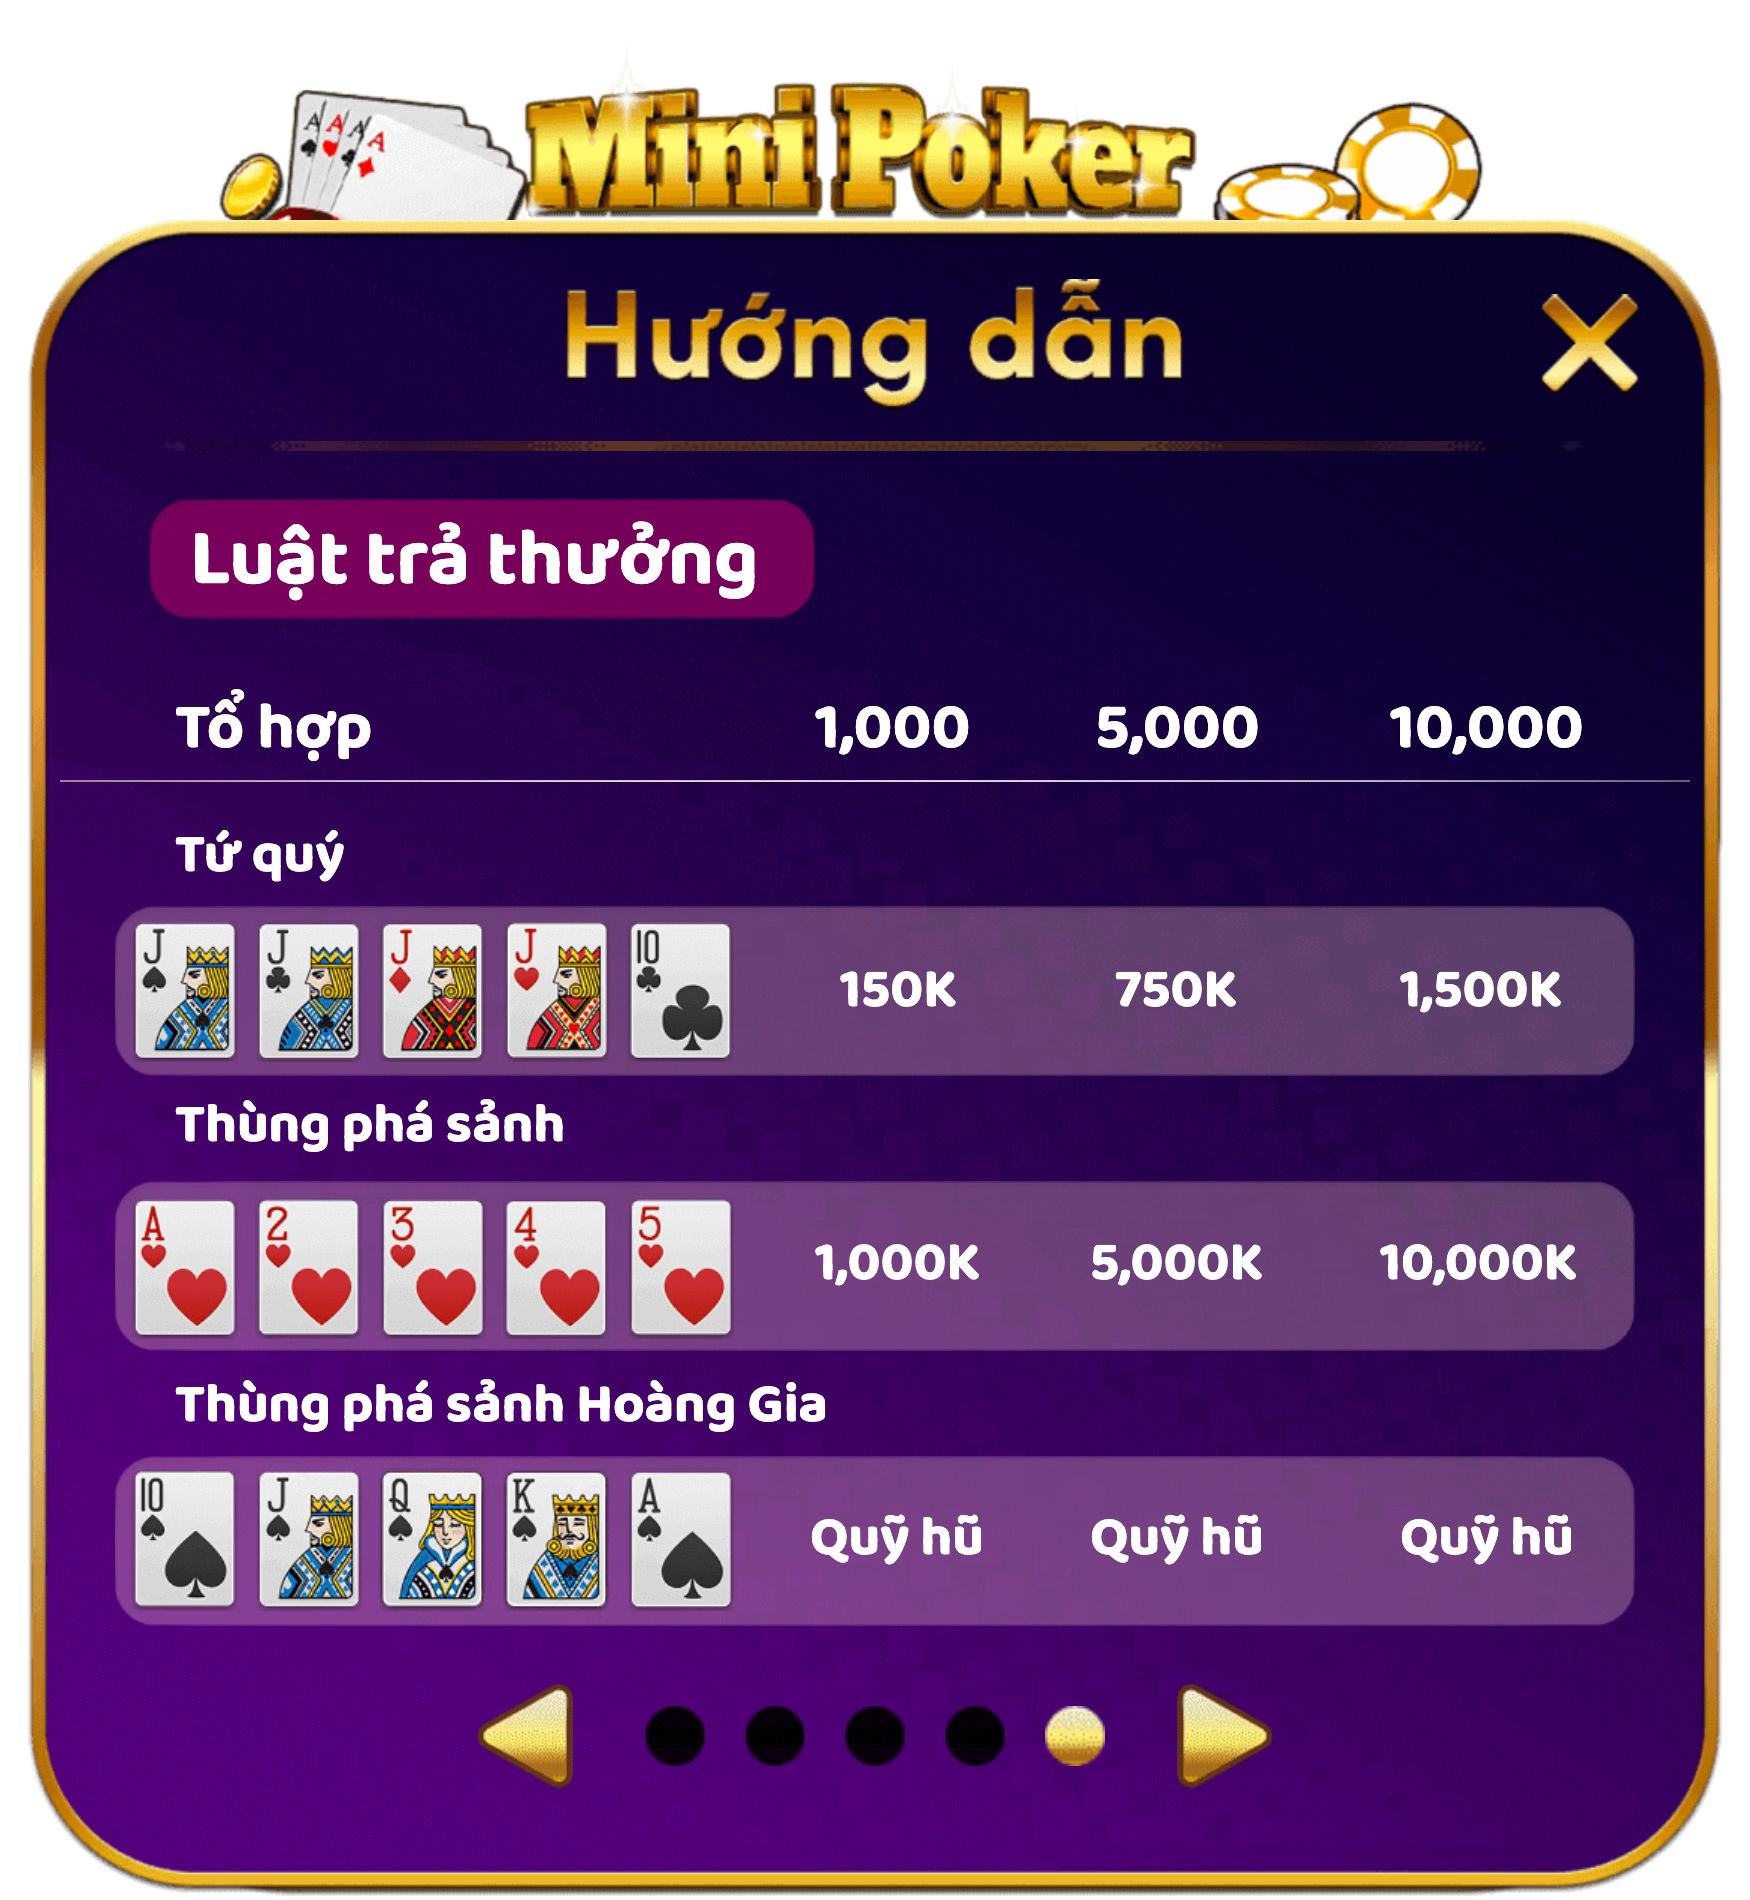 A A A A
Mini Poker
Hướng dẫn
Luật trả thưởng
Tổ hợp 1,000 5,000 10,000
Tứ quý
J J J J 10 150K 750K 1,500K
Thùng phá sảnh
A 2 3 4 5 1,000K 5,000K 10,000K
Thùng phá sảnh Hoàng Gia
10 J Q K A Quỹ hũ Quỹ hũ Quỹ hũ